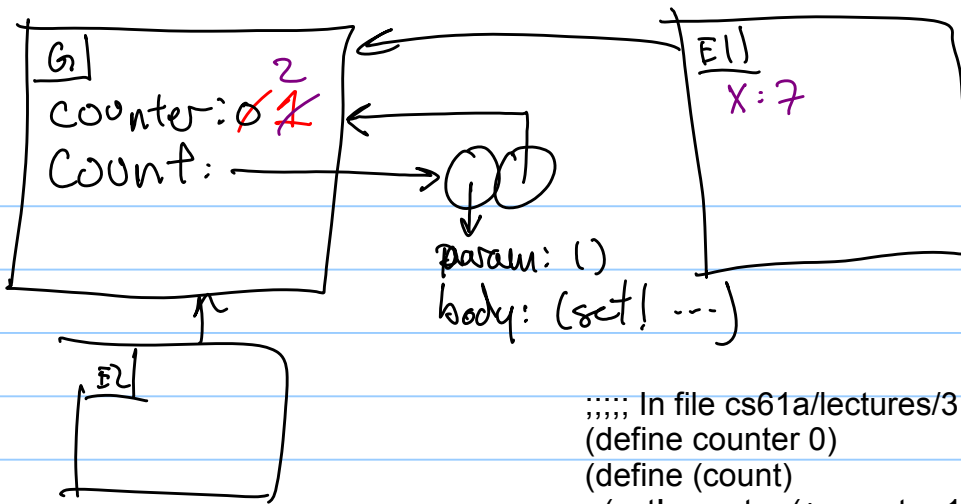 G1
2
counter: 0 1
count:
param: ()
body: (set! ---)
E1
x: 7
E2
;;;;; In file cs61a/lectures/3
(define counter 0)
(define (count)